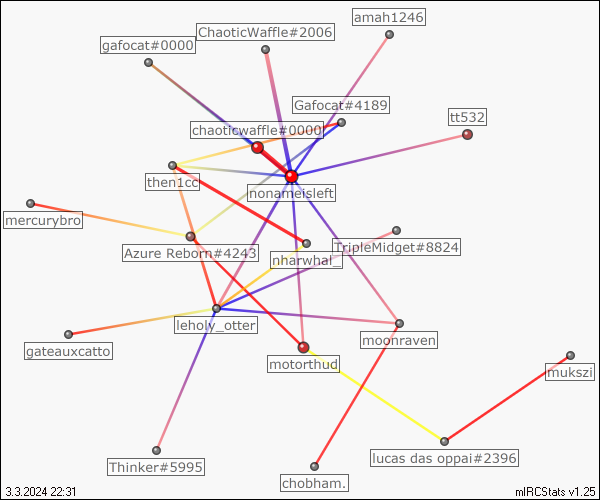 amah1246
ChaoticWaffle#2006
gafocat#0000
Gafocat#4189
tt532
chaoticwaffle#0000
then1cc
nonameisleft
mercurybro
Azure Reborn#4243
nharwhal_
TripleMidget#8824
leholy_otter
moonraven
gateauxcatto
motorthud
mukszi
Thinker#5995
lucas das oppai#2396
chobham.
3.3.2024 22:31
mIRCStats v1.25